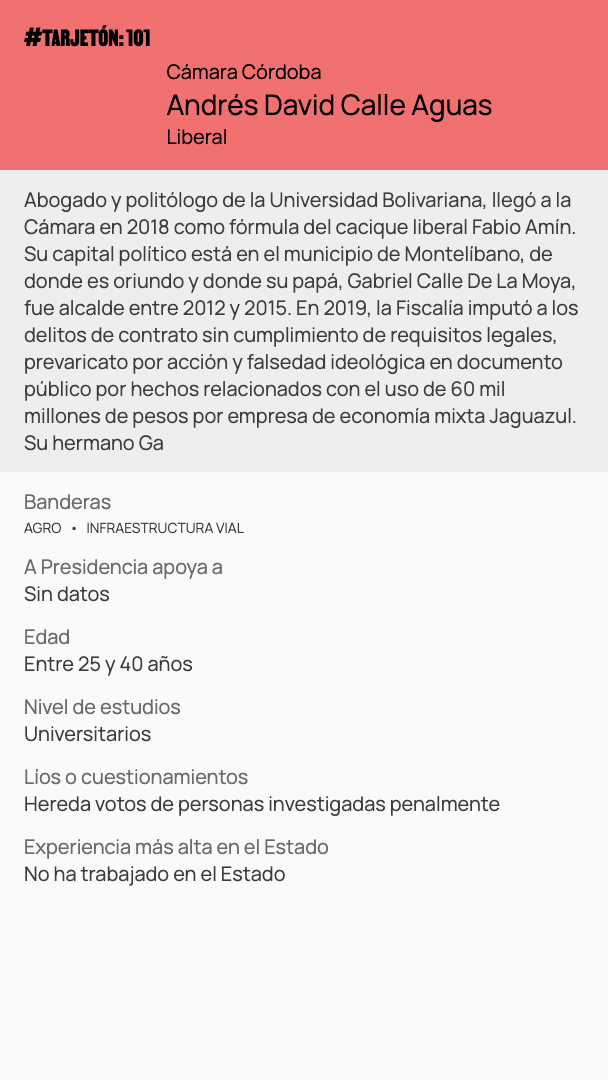 #TARJETÓN: 101
Cámara Córdoba
Andrés David Calle Aguas
Liberal
Abogado y politólogo de la Universidad Bolivariana, llegó a la
Cámara en 2018 como fórmula del cacique liberal Fabio Amín.
Su capital político está en el municipio de Montelíbano, de
donde es oriundo y donde su papá, Gabriel Calle De La Moya,
fue alcalde entre 2012 y 2015. En 2019, la Fiscalía imputó a los
delitos de contrato sin cumplimiento de requisitos legales,
prevaricato por acción y falsedad ideológica en documento
público por hechos relacionados con el uso de 60 mil
millones de pesos por empresa de economía mixta Jaguazul.
Su hermano Ga
Banderas
AGRO • INFRAESTRUCTURA VIAL
A Presidencia apoya a
Sin datos
Edad
Entre 25 y 40 años
Nivel de estudios
Universitarios
Líos o cuestionamientos
Hereda votos de personas investigadas penalmente
Experiencia más alta en el Estado
No ha trabajado en el Estado